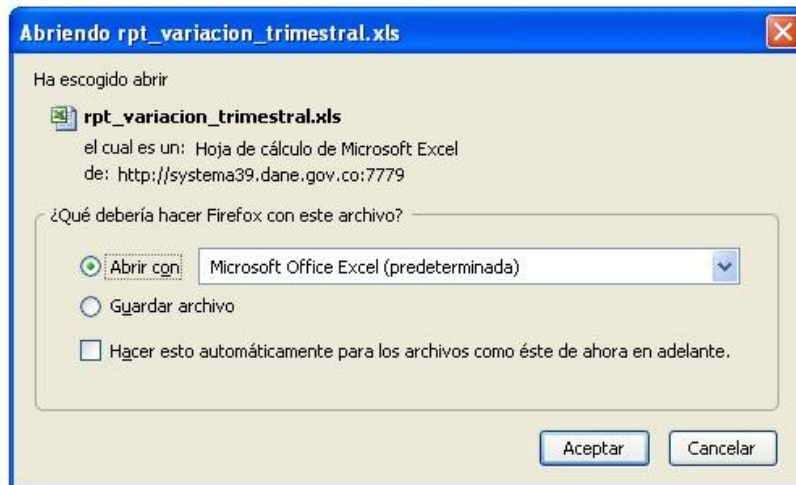 Abriendo rpt_variacion_trimestral.xls
Ha escogido abrir
rpt_variacion_trimestral.xls
el cual es un: Hoja de cálculo de Microsoft Excel
de: http://systema39.dane.gov.co:7779
¿Qué debería hacer Firefox con este archivo?
Abrir con Microsoft Office Excel (predeterminada)
Guardar archivo
Hacer esto automáticamente para los archivos como éste de ahora en adelante.
Aceptar Cancelar